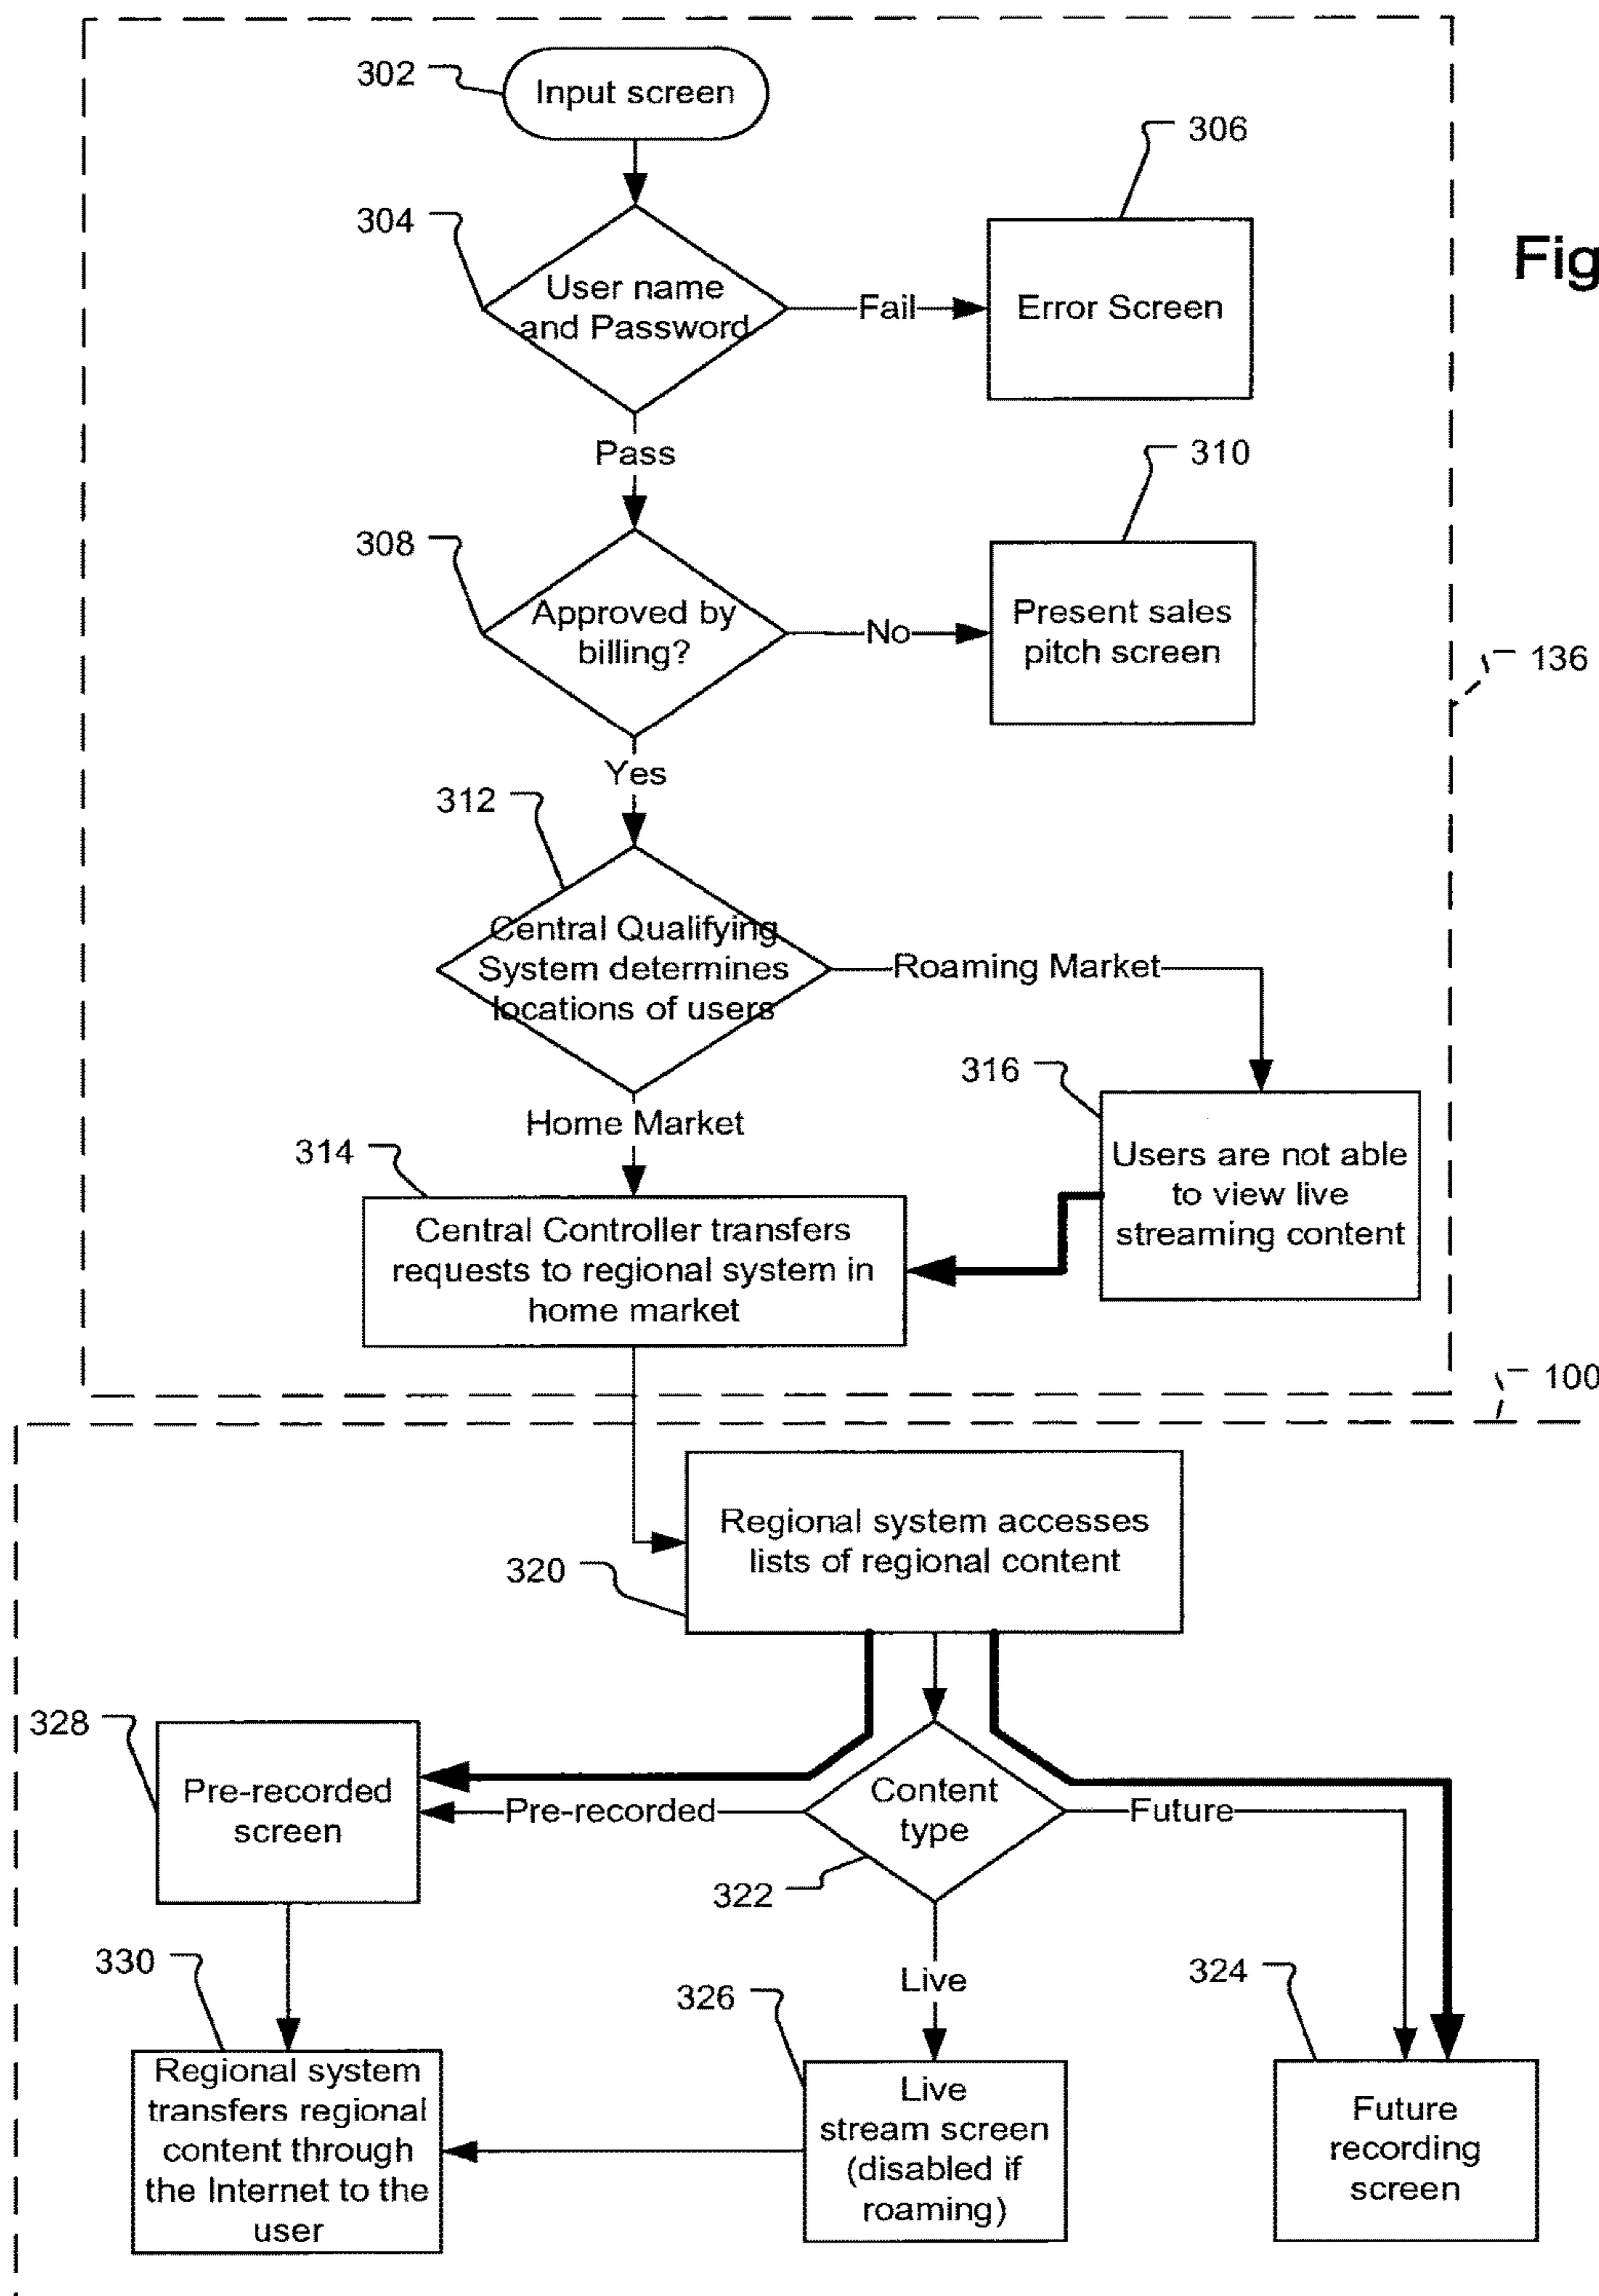 302
Input screen
306
304
User name
and Password
Fail
Error Screen
Fig
Pass
310
308
Approved by
billing?
No
Present sales
pitch screen
136
Yes
312
Central Qualifying
System determines
locations of users
Roaming Market
316
Home Market
Users are not able
to view live
streaming content
314
Central Controller transfers
requests to regional system in
home market
100
Regional system accesses
lists of regional content
320
328
Pre-recorded
screen
Pre-recorded
Content
type
Future
322
330
Live
326
324
Regional system
transfers regional
content through
the Internet to the
user
Live
stream screen
(disabled if
roaming)
Future
recording
screen